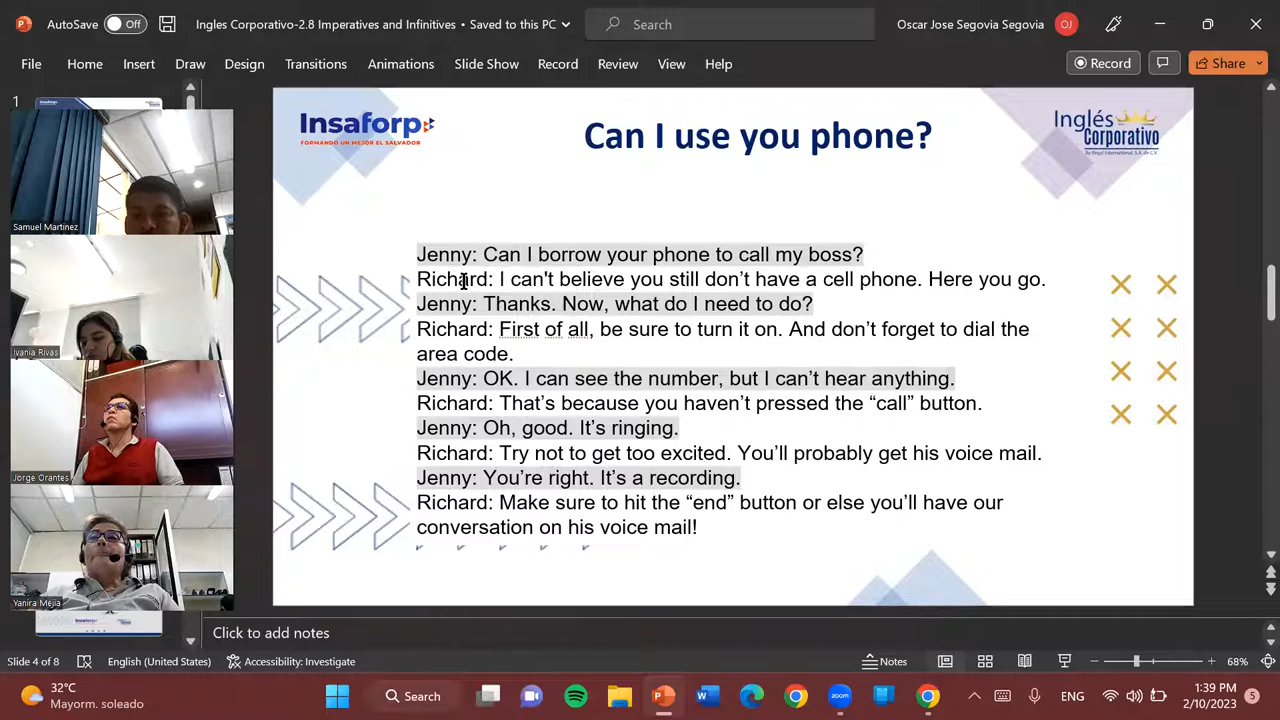 AutoSave Off Ingles Corporativo-2.8 Imperatives and Infinitives • Saved to this PC Search Oscar Jose Segovia Segovia OJ
File Home Insert Draw Design Transitions Animations Slide Show Record Review View Help Record Share
1
Insaforp
FORMANDO UN MEJOR EL SALVADOR
Can I use you phone?
Inglés
Corporativo
by Regal International, S.A. de C.V.
Jenny: Can I borrow your phone to call my boss?
Richard: I can't believe you still don’t have a cell phone. Here you go.
Jenny: Thanks. Now, what do I need to do?
Richard: First of all, be sure to turn it on. And don’t forget to dial the
area code.
Jenny: OK. I can see the number, but I can’t hear anything.
Richard: That’s because you haven’t pressed the “call” button.
Jenny: Oh, good. It’s ringing.
Richard: Try not to get too excited. You’ll probably get his voice mail.
Jenny: You’re right. It’s a recording.
Richard: Make sure to hit the “end” button or else you’ll have our
conversation on his voice mail!
Samuel Martinez
Ivania Rivas
Jorge Orantes
Yanira Mejia
Click to add notes
Slide 4 of 8 English (United States) Accessibility: Investigate Notes 68%
32°C
Mayorm. soleado
Search
zoom
ENG
1:39 PM
2/10/2023
5